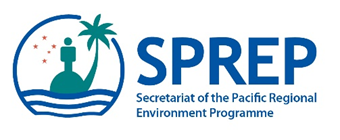 SPREP
Secretariat of the Pacific Regional
Environment Programme